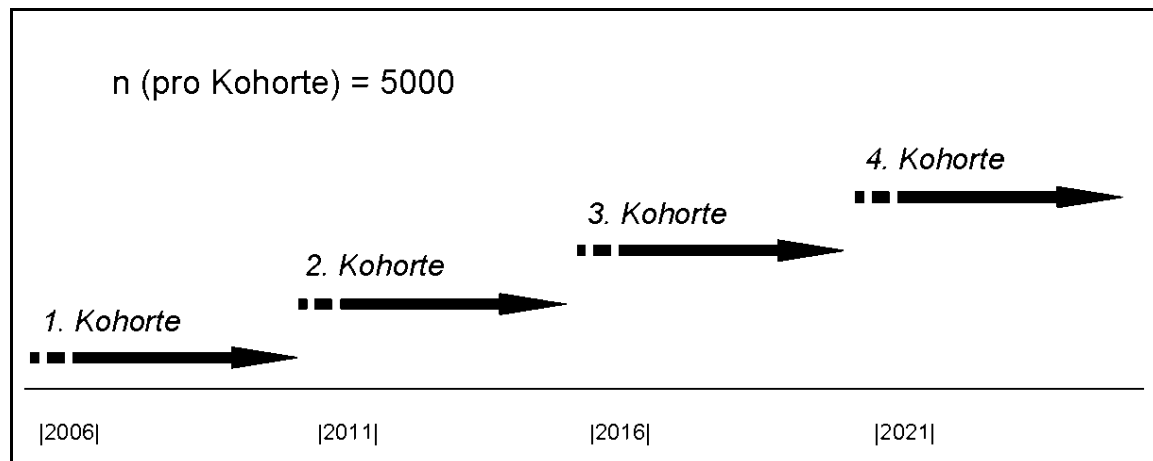 n (pro Kohorte) = 5000
4. Kohorte
3. Kohorte
2. Kohorte
1. Kohorte
|2006| |2011| |2016| |2021|